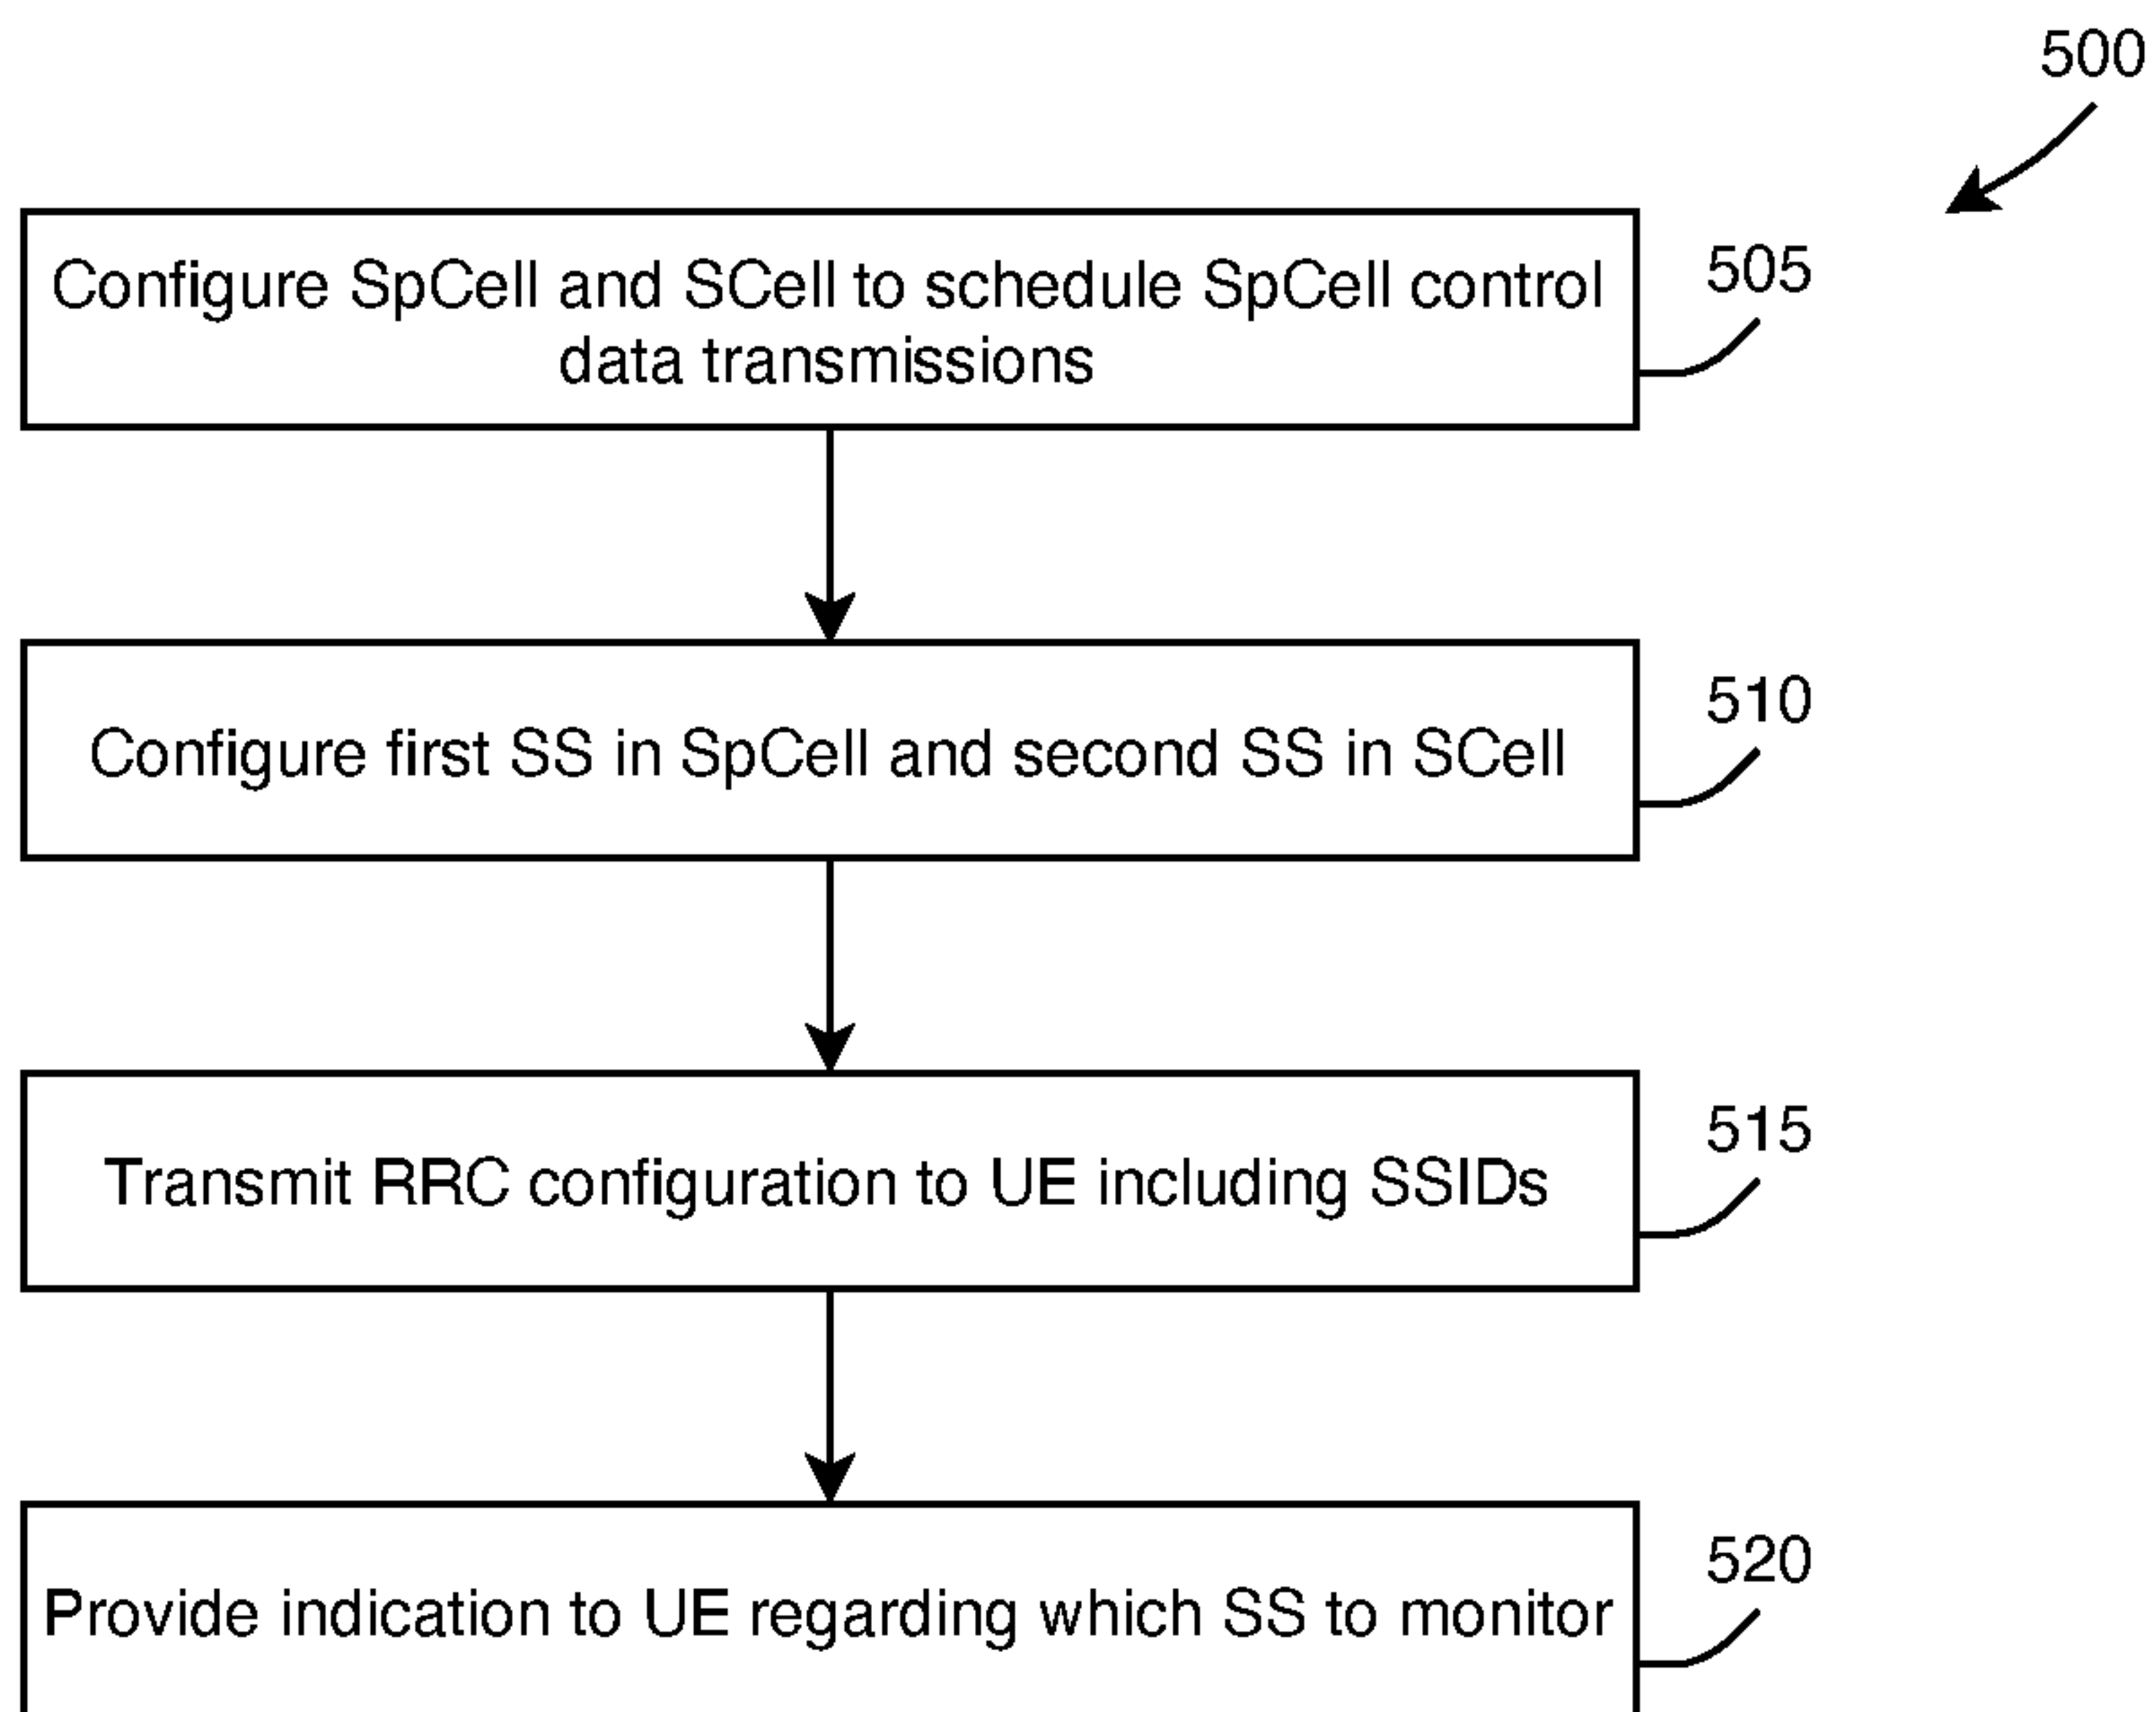 500
Configure SpCell and SCell to schedule SpCell control
data transmissions
505
Configure first SS in SpCell and second SS in SCell
510
Transmit RRC configuration to UE including SSIDs
515
Provide indication to UE regarding which SS to monitor
520